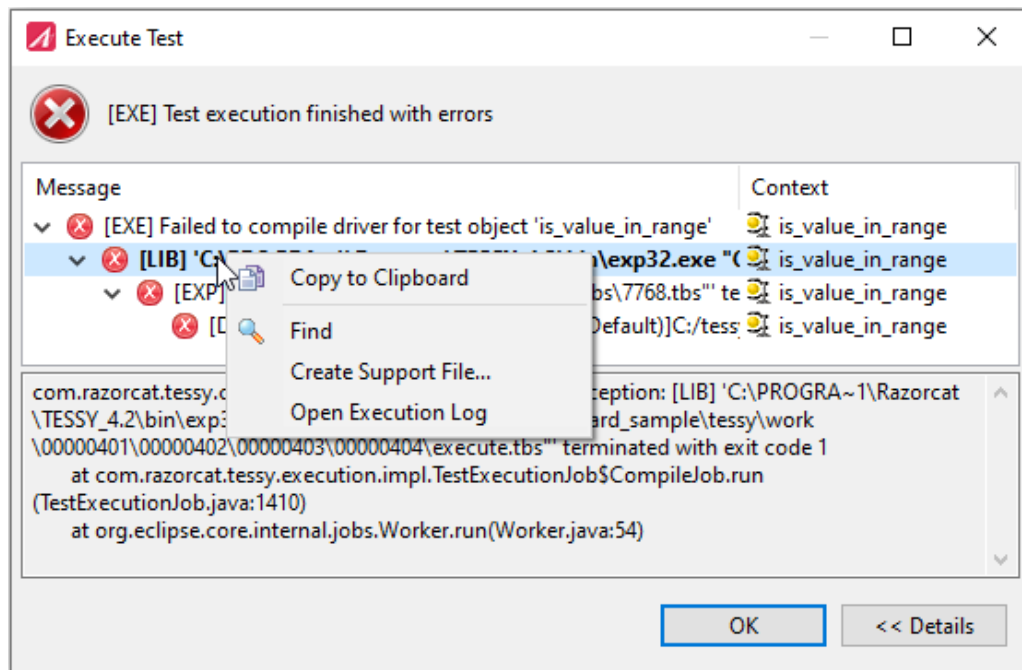 Execute Test
[EXE] Test execution finished with errors
Message Context
[EXE] Failed to compile driver for test object 'is_value_in_range' is_value_in_range
[LIB] 'C:\ \exp32.exe "( is_value_in_range
[EXP] bs\7768.tbs"' te is_value_in_range
Default)]C:/tess is_value_in_range
Copy to Clipboard
Find
Create Support File...
Open Execution Log
com.razorcat.tessy. eption: [LIB] 'C:\PROGRA~1\Razorcat
\TESSY_4.2\bin\exp3 ard_sample\tessy\work
\00000401\00000402\00000403\00000404\execute.tbs"' terminated with exit code 1
at com.razorcat.tessy.execution.impl.TestExecutionJob$CompileJob.run
(TestExecutionJob.java:1410)
at org.eclipse.core.internal.jobs.Worker.run(Worker.java:54)
OK << Details